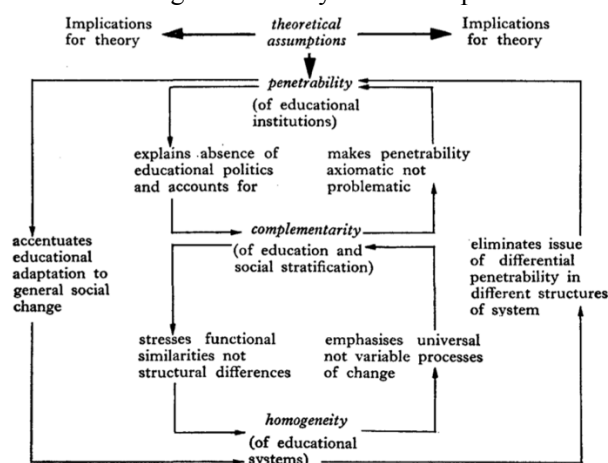 Implications
for theory
theoretical
assumptions
Implications
for theory
penetrability
(of educational
institutions)
explains absence of
educational politics
and accounts for
makes penetrability
axiomatic not
problematic
complementarity
(of education and
social stratification)
accentuates
educational
adaptation to
general social
change
eliminates issue
of differential
penetrability in
different structures
of system
stresses functional
similarities not
structural differences
emphasises universal
not variable processes
of change
homogeneity
(of educational
systems)